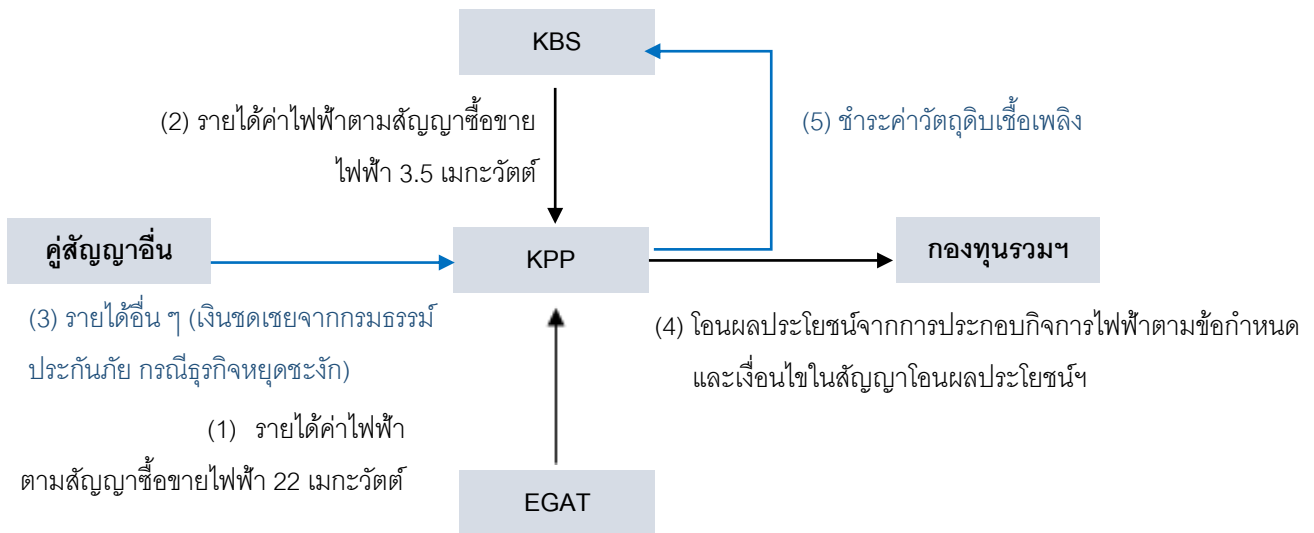 KBS
(2) รายได้ค่าไฟฟ้าตามสัญญาซื้อขาย
ไฟฟ้า 3.5 เมกะวัตต์
(5) ชำระค่าวัตถุดิบเชื้อเพลิง
คู่สัญญาอื่น
KPP
กองทุนรวมฯ
(3) รายได้อื่น ๆ (เงินชดเชยจากกรมธรรม์
ประกันภัย กรณีธุรกิจหยุดชะงัก)
(4) โอนผลประโยชน์จากการประกอบกิจการไฟฟ้าตามข้อกำหนด
และเงื่อนไขในสัญญาโอนผลประโยชน์ฯ
(1) รายได้ค่าไฟฟ้า
ตามสัญญาซื้อขายไฟฟ้า 22 เมกะวัตต์
EGAT